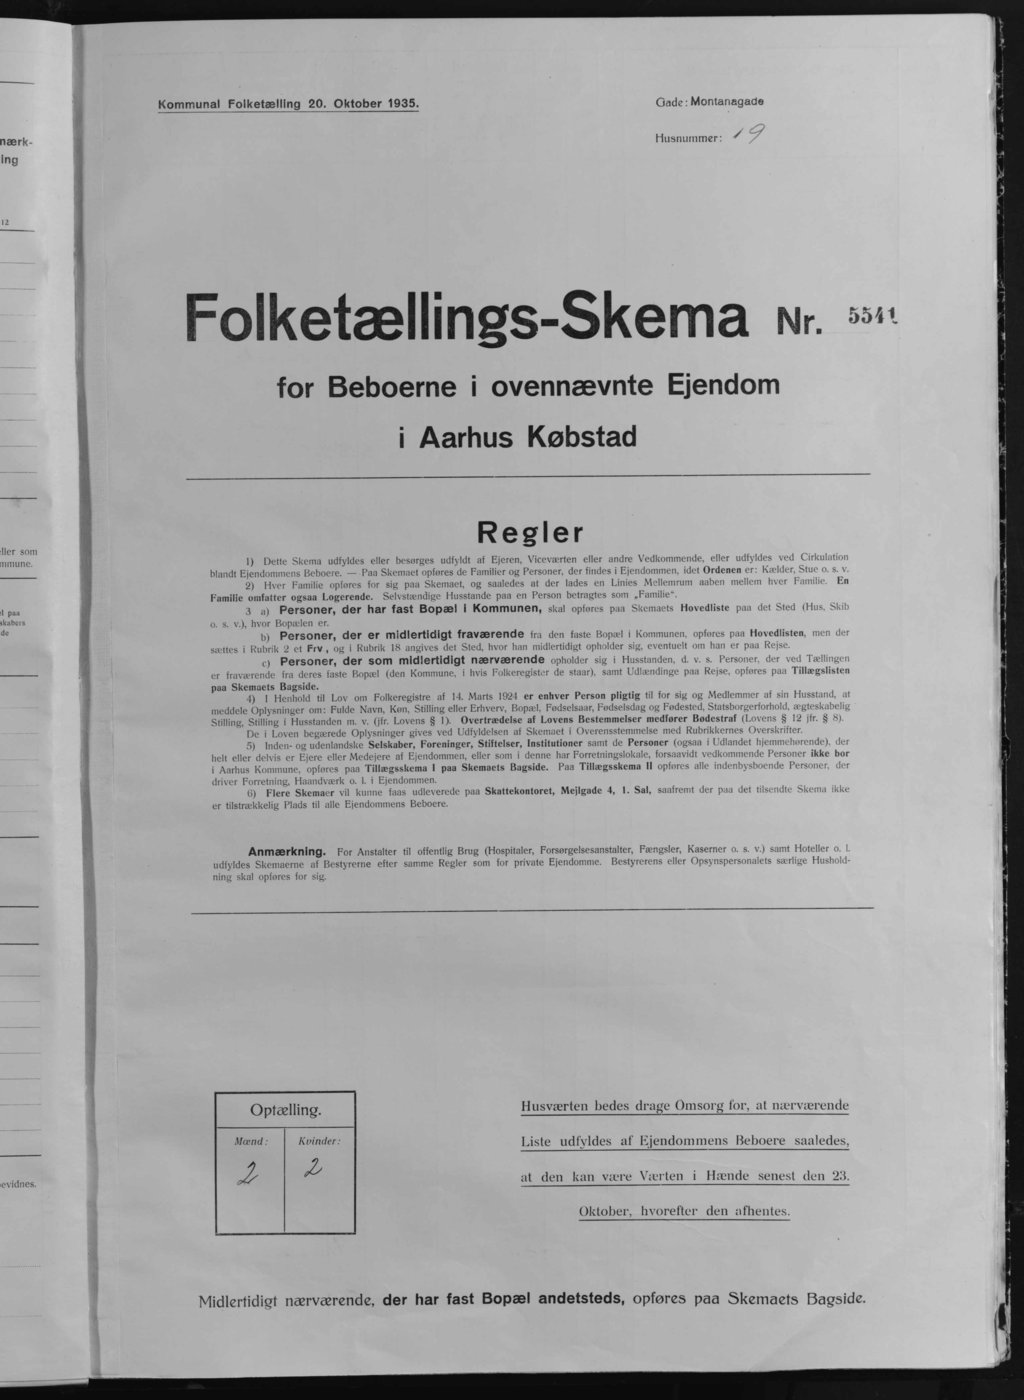 Kommunal Folketælling 20. Oktober 1935.
Gade: Montanagade
Husnummer: 19
Folketællings-Skema Nr. 5541
for Beboerne i ovennævnte Ejendom
i Aarhus Købstad
Regler
1) Dette Skema udfyldes eller besørges udfyldt af Ejeren, Viceværten eller andre Vedkommende, eller udfyldes ved Cirkulation
blandt Ejendommens Beboere. — Paa Skemaet opføres de Familier og Personer, der findes i Ejendommen, idet Ordenen er: Kælder, Stue o. s. v.
2) Hver Familie opføres for sig paa Skemaet, og saaledes at der lades en Linies Mellemrum aaben mellem hver Familie. En
Familie omfatter ogsaa Logerende. Selvstændige Husstande paa en Person betragtes som „Familie“.
3 a) Personer, der har fast Bopæl i Kommunen, skal opføres paa Skemaets Hovedliste paa det Sted (Hus, Skib
o. s. v.), hvor Bopælen er.
b) Personer, der er midlertidigt fraværende fra den faste Bopæl i Kommunen, opføres paa Hovedlisten, men der
sættes i Rubrik 2 et Frv., og i Rubrik 18 angives det Sted, hvor han midlertidigt opholder sig, eventuelt om han er paa Rejse.
c) Personer, der som midlertidigt nærværende opholder sig i Husstanden, d. v. s. Personer, der ved Tællingen
er fraværende fra deres faste Bopæl (den Kommune, i hvis Folkeregister de staar), samt Udlændinge paa Rejse, opføres paa Tillægslisten
paa Skemaets Bagside.
4) I Henhold til Lov om Folkeregistre af 14. Marts 1924 er enhver Person pligtig til for sig og Medlemmer af sin Husstand, at
meddele Oplysninger om: Fulde Navn, Køn, Stilling eller Erhverv, Bopæl, Fødselsaar, Fødselsdag og Fødested, Statsborgerforhold, ægteskabelig
Stilling, Stilling i Husstanden m. v. (jfr. Lovens § 1). Overtrædelse af Lovens Bestemmelser medfører Bødestraf (Lovens § 12 jfr. § 8).
De i Loven begærede Oplysninger gives ved Udfyldelsen af Skemaet i Overensstemmelse med Rubrikkernes Overskrifter.
5) Inden- og udenlandske Selskaber, Foreninger, Stiftelser, Institutioner samt de Personer (ogsaa i Udlandet hjemmehørende), der
helt eller delvis er Ejere eller Medejere af Ejendommen, eller som i denne har Forretningslokale, forsaavidt vedkommende Personer ikke bor
i Aarhus Kommune, opføres paa Tillægsskema I paa Skemaets Bagside. Paa Tillægsskema II opføres alle indenbysboende Personer, der
driver Forretning, Haandværk o. l. i Ejendommen.
6) Flere Skemaer vil kunne faas udleverede paa Skattekontoret, Mejlgade 4, 1. Sal, saafremt der paa det tilsendte Skema ikke
er tilstrækkelig Plads til alle Ejendommens Beboere.
Anmærkning. For Anstalter til offentlig Brug (Hospitaler, Forsørgelsesanstalter, Fængsler, Kaserner o. s. v.) samt Hoteller o. l.
udfyldes Skemaerne af Bestyrerne efter samme Regler som for private Ejendomme. Bestyrerens eller Opsynspersonalets særlige Hushold-
ning skal opføres for sig.
Optælling.
Mænd: Kvinder:
2 2
Husværten bedes drage Omsorg for, at nærværende
Liste udfyldes af Ejendommens Beboere saaledes,
at den kan være Værten i Hænde senest den 23.
Oktober, hvorefter den afhentes.
Midlertidigt nærværende, der har fast Bopæl andetsteds, opføres paa Skemaets Bagside.
nærk-
ing
12
eller som
mmune.
el paa
skabers
de
evidnes.